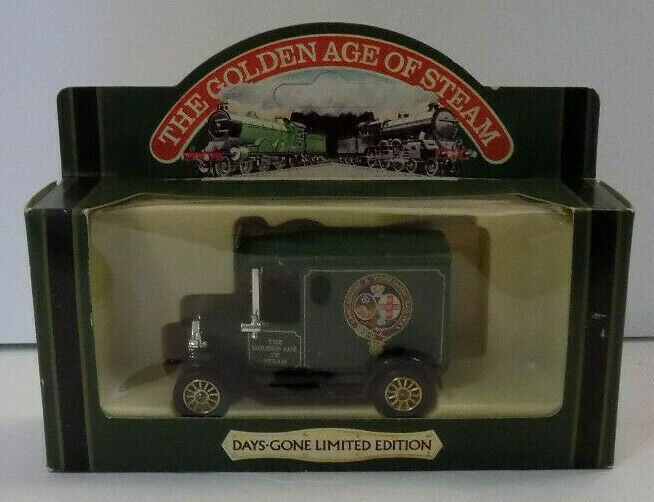 THE GOLDEN AGE OF STEAM
THE
GOLDEN AGE
OF
STEAM
DAYS-GONE LIMITED EDITION